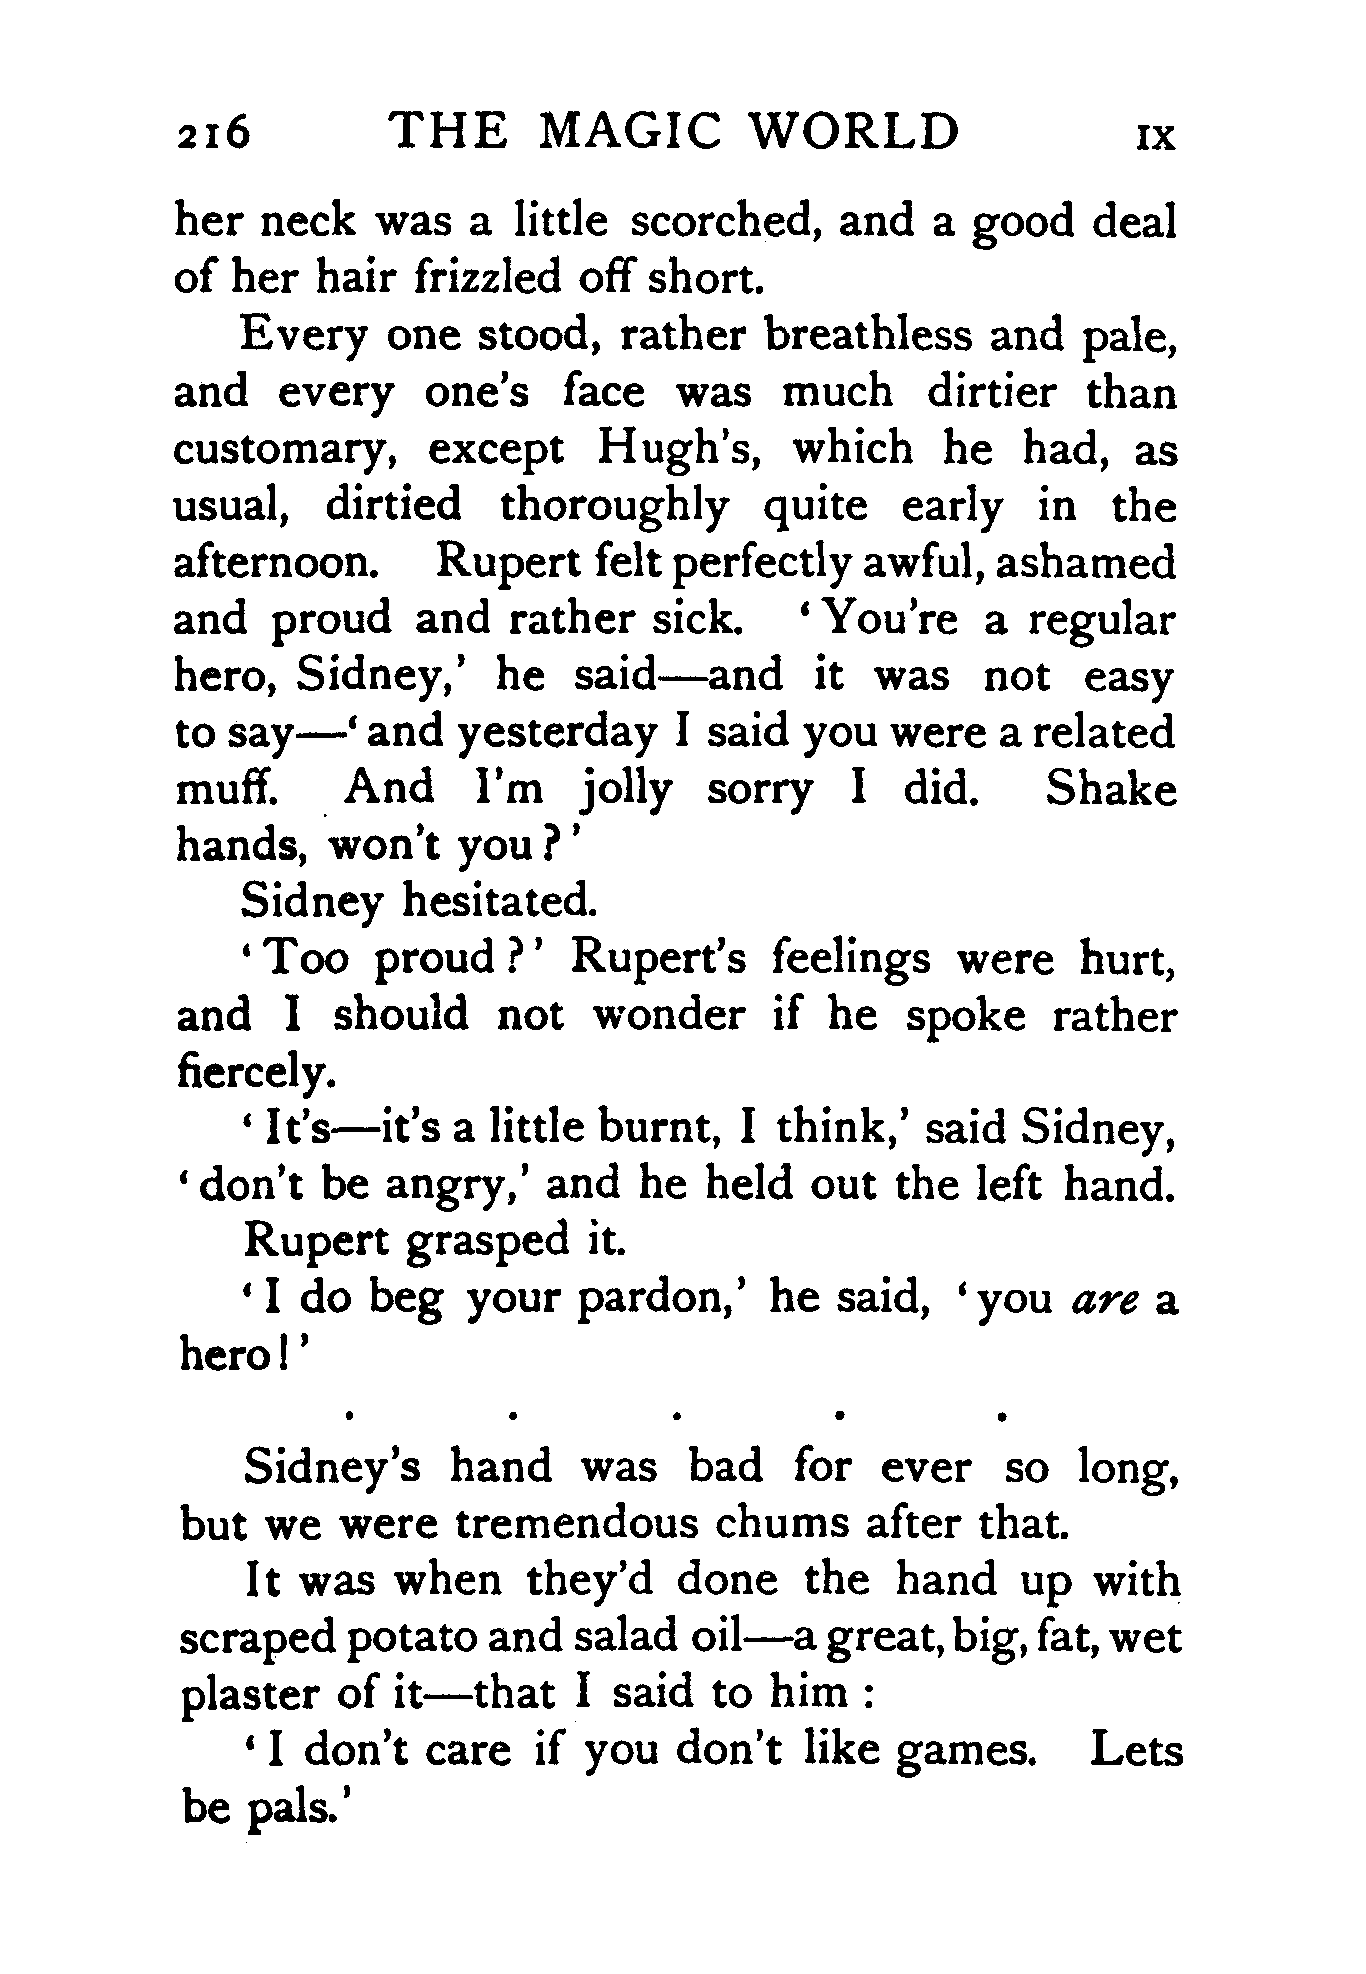 216 THE MAGIC WORLD IX
her neck was a little scorched, and a good deal
of her hair frizzled off short.
Every one stood, rather breathless and pale,
and every one's face was much dirtier than
customary, except Hugh's, which he had, as
usual, dirtied thoroughly quite early in the
afternoon. Rupert felt perfectly awful, ashamed
and proud and rather sick. ‘You're a regular
hero, Sidney,’ he said—and it was not easy
to say—‘and yesterday I said you were a related
muff. And I'm jolly sorry I did. Shake
hands, won't you?’
Sidney hesitated.
‘Too proud?’ Rupert's feelings were hurt,
and I should not wonder if he spoke rather
fiercely.
‘It's—it's a little burnt, I think,’ said Sidney,
‘don't be angry,’ and he held out the left hand.
Rupert grasped it.
‘I do beg your pardon,’ he said, ‘you are a
hero!’
. . . . .
Sidney's hand was bad for ever so long,
but we were tremendous chums after that.
It was when they'd done the hand up with
scraped potato and salad oil—a great, big, fat, wet
plaster of it—that I said to him:
‘I don't care if you don't like games. Lets
be pals.’